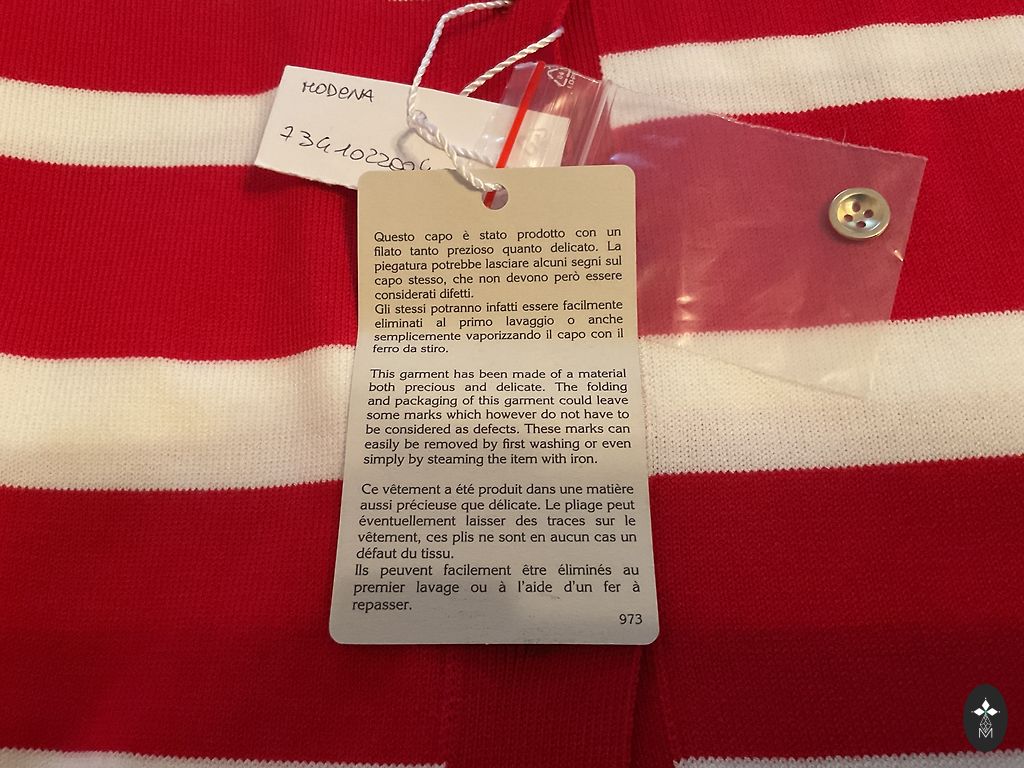 MODENA
Questo capo è stato prodotto con un
filato tanto prezioso quanto delicato. La
piegatura potrebbe lasciare alcuni segni sul
capo stesso, che non devono però essere
considerati difetti.
Gli stessi potranno infatti essere facilmente
eliminati al primo lavaggio o anche
semplicemente vaporizzando il capo con il
ferro da stiro.
This garment has been made of a material
both precious and delicate. The folding
and packaging of this garment could leave
some marks which however do not have to
be considered as defects. These marks can
easily be removed by first washing or even
simply by steaming the item with iron.
Ce vêtement a été produit dans une matière
aussi précieuse que délicate. Le pliage peut
éventuellement laisser des traces sur le
vêtement, ces plis ne sont en aucun cas un
défaut du tissu.
Ils peuvent facilement être éliminés au
premier lavage ou à l'aide d'un fer à
repasser.
973
M